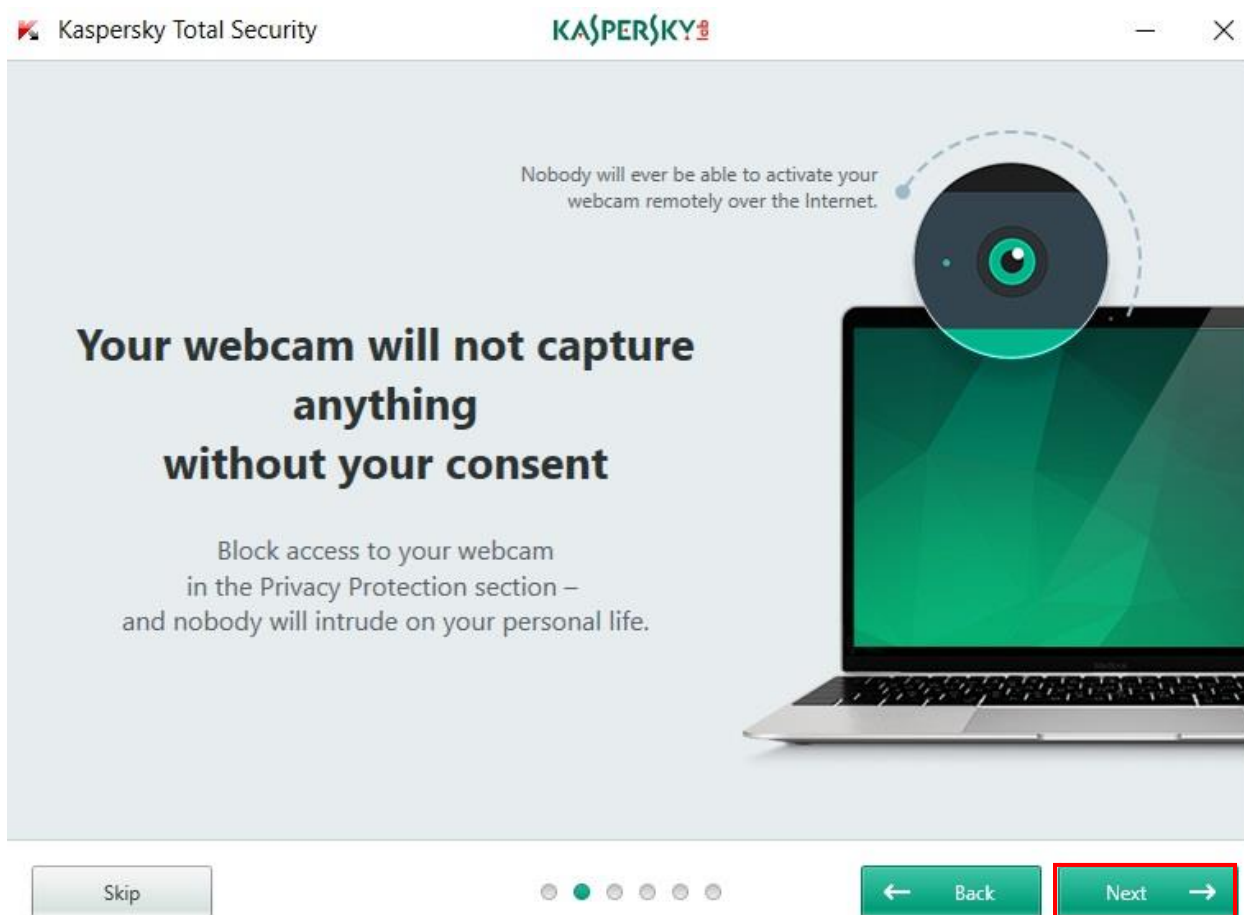 Kaspersky Total Security
KASPERSKY lab
Nobody will ever be able to activate your
webcam remotely over the Internet.
Your webcam will not capture
anything
without your consent
Block access to your webcam
in the Privacy Protection section –
and nobody will intrude on your personal life.
Skip
Back
Next